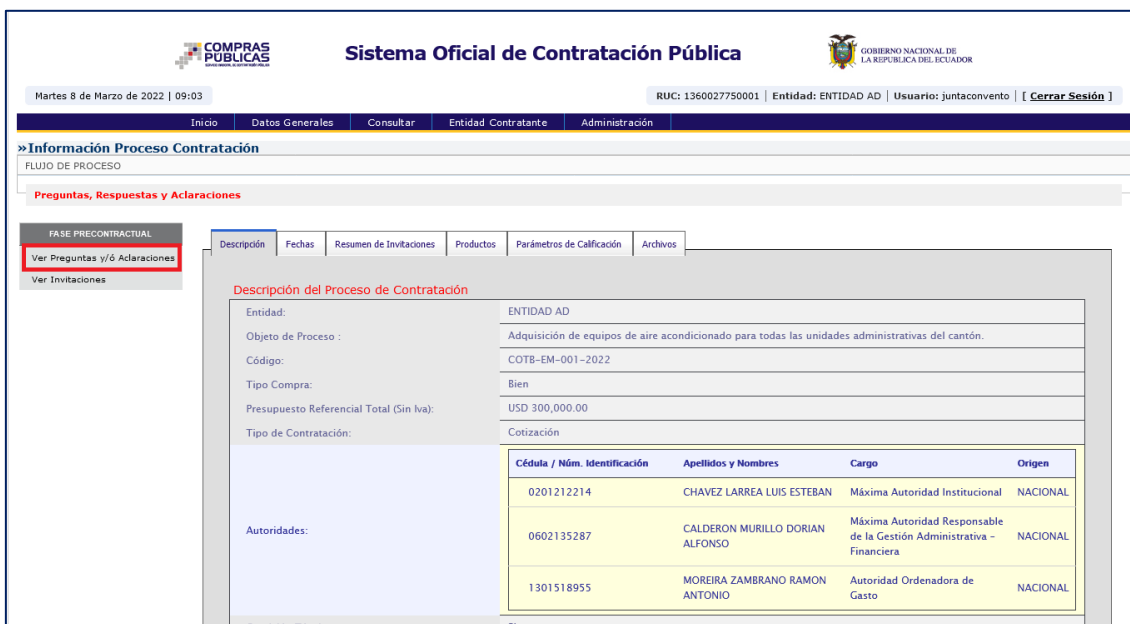 COMPRAS
PÚBLICAS
Sistema Oficial de Contratación Pública
GOBIERNO NACIONAL DE
LA REPUBLICA DEL ECUADOR
Martes 8 de Marzo de 2022 | 09:03
RUC: 1360027750001 | Entidad: ENTIDAD AD | Usuario: juntaconvento | [ Cerrar Sesión ]
Inicio Datos Generales Consultar Entidad Contratante Administración
»Información Proceso Contratación
FLUJO DE PROCESO
Preguntas, Respuestas y Aclaraciones
FASE PRECONTRACTUAL
Ver Preguntas y/ó Aclaraciones
Ver Invitaciones
Descripción Fechas Resumen de Invitaciones Productos Parámetros de Calificación Archivos
Descripción del Proceso de Contratación
Entidad: ENTIDAD AD
Objeto de Proceso : Adquisición de equipos de aire acondicionado para todas las unidades administrativas del cantón.
Código: COTB-EM-001-2022
Tipo Compra: Bien
Presupuesto Referencial Total (Sin Iva): USD 300,000.00
Tipo de Contratación: Cotización
Autoridades:
Cédula / Núm. Identificación Apellidos y Nombres Cargo Origen
0201212214 CHAVEZ LARREA LUIS ESTEBAN Máxima Autoridad Institucional NACIONAL
0602135287 CALDERON MURILLO DORIAN ALFONSO Máxima Autoridad Responsable de la Gestión Administrativa - Financiera NACIONAL
1301518955 MOREIRA ZAMBRANO RAMON ANTONIO Autoridad Ordenadora de Gasto NACIONAL